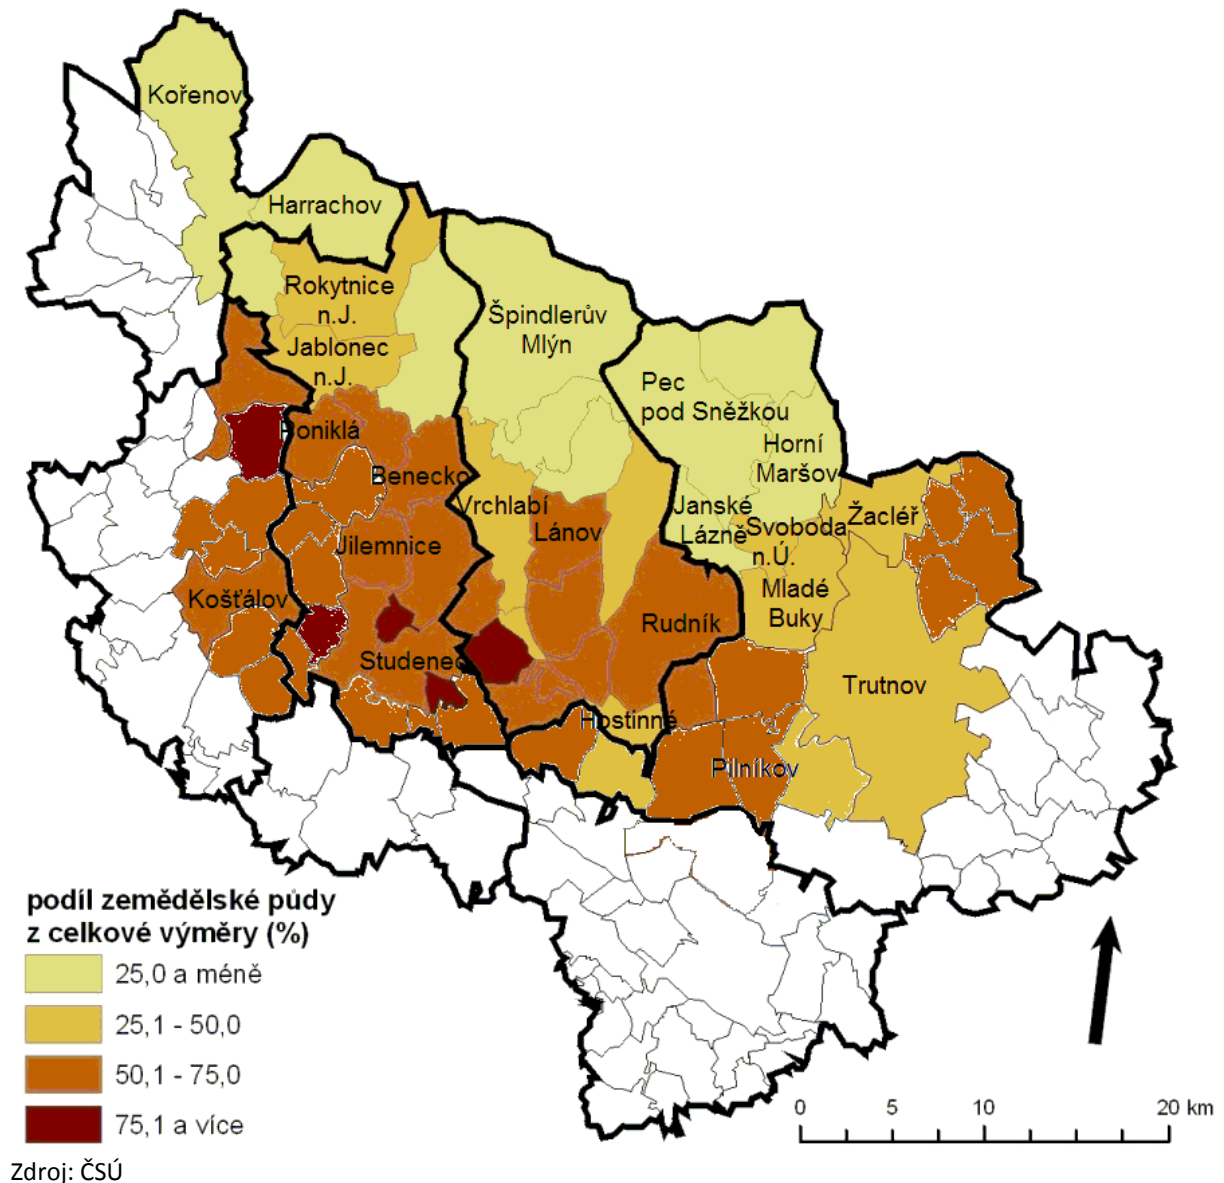 Kořenov
Harrachov
Rokytnice
n.J.
Špindlerův
Mlýn
Jablonec
n.J.
Pec
pod Sněžkou
Poniklá
Horní
Maršov
Benecko
Vrchlabí
Janské
Lázně
Lánov
Svoboda
n.Ú.
Žacléř
Jilemnice
Mladé
Buky
Košťálov
Rudník
Studenec
Trutnov
Hostinné
Pilníkov
podíl zemědělské půdy
z celkové výměry (%)
25,0 a méně
25,1 - 50,0
50,1 - 75,0
75,1 a více
0 5 10 20 km
Zdroj: ČSÚ